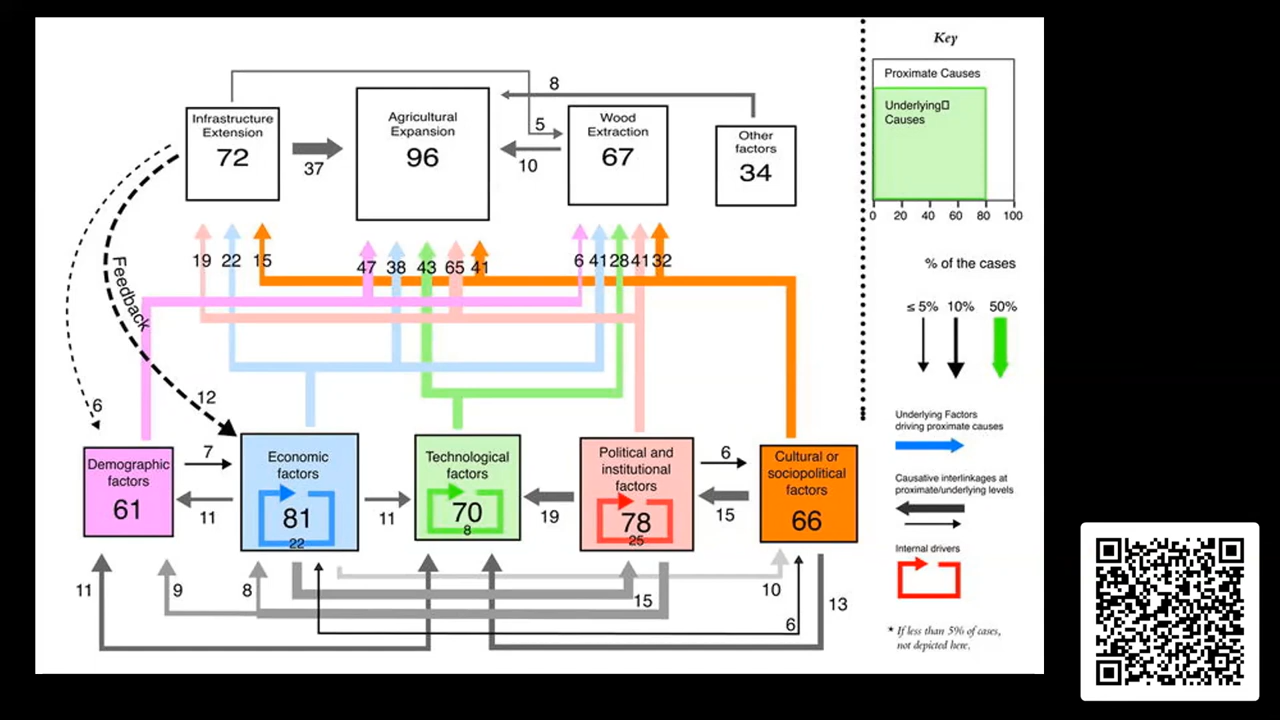 Key
Proximate Causes
Underlying
Causes
0 20 40 60 80 100
% of the cases
≤ 5% 10% 50%
Underlying Factors
driving proximate causes
Causative interlinkages at
proximate/underlying levels
Internal drivers
* If less than 5% of cases,
not depicted here.
8
Infrastructure
Extension
72
37
Agricultural
Expansion
96
5
10
Wood
Extraction
67
Other
factors
34
19 22 15
47 38 43 65 41
6 41 28 41 32
Feedback
6
12
Demographic
factors
61
7
11
Economic
factors
81
22
11
Technological
factors
70
8
19
Political and
institutional
factors
78
25
6
15
Cultural or
sociopolitical
factors
66
11
9
8
15
10
6
13